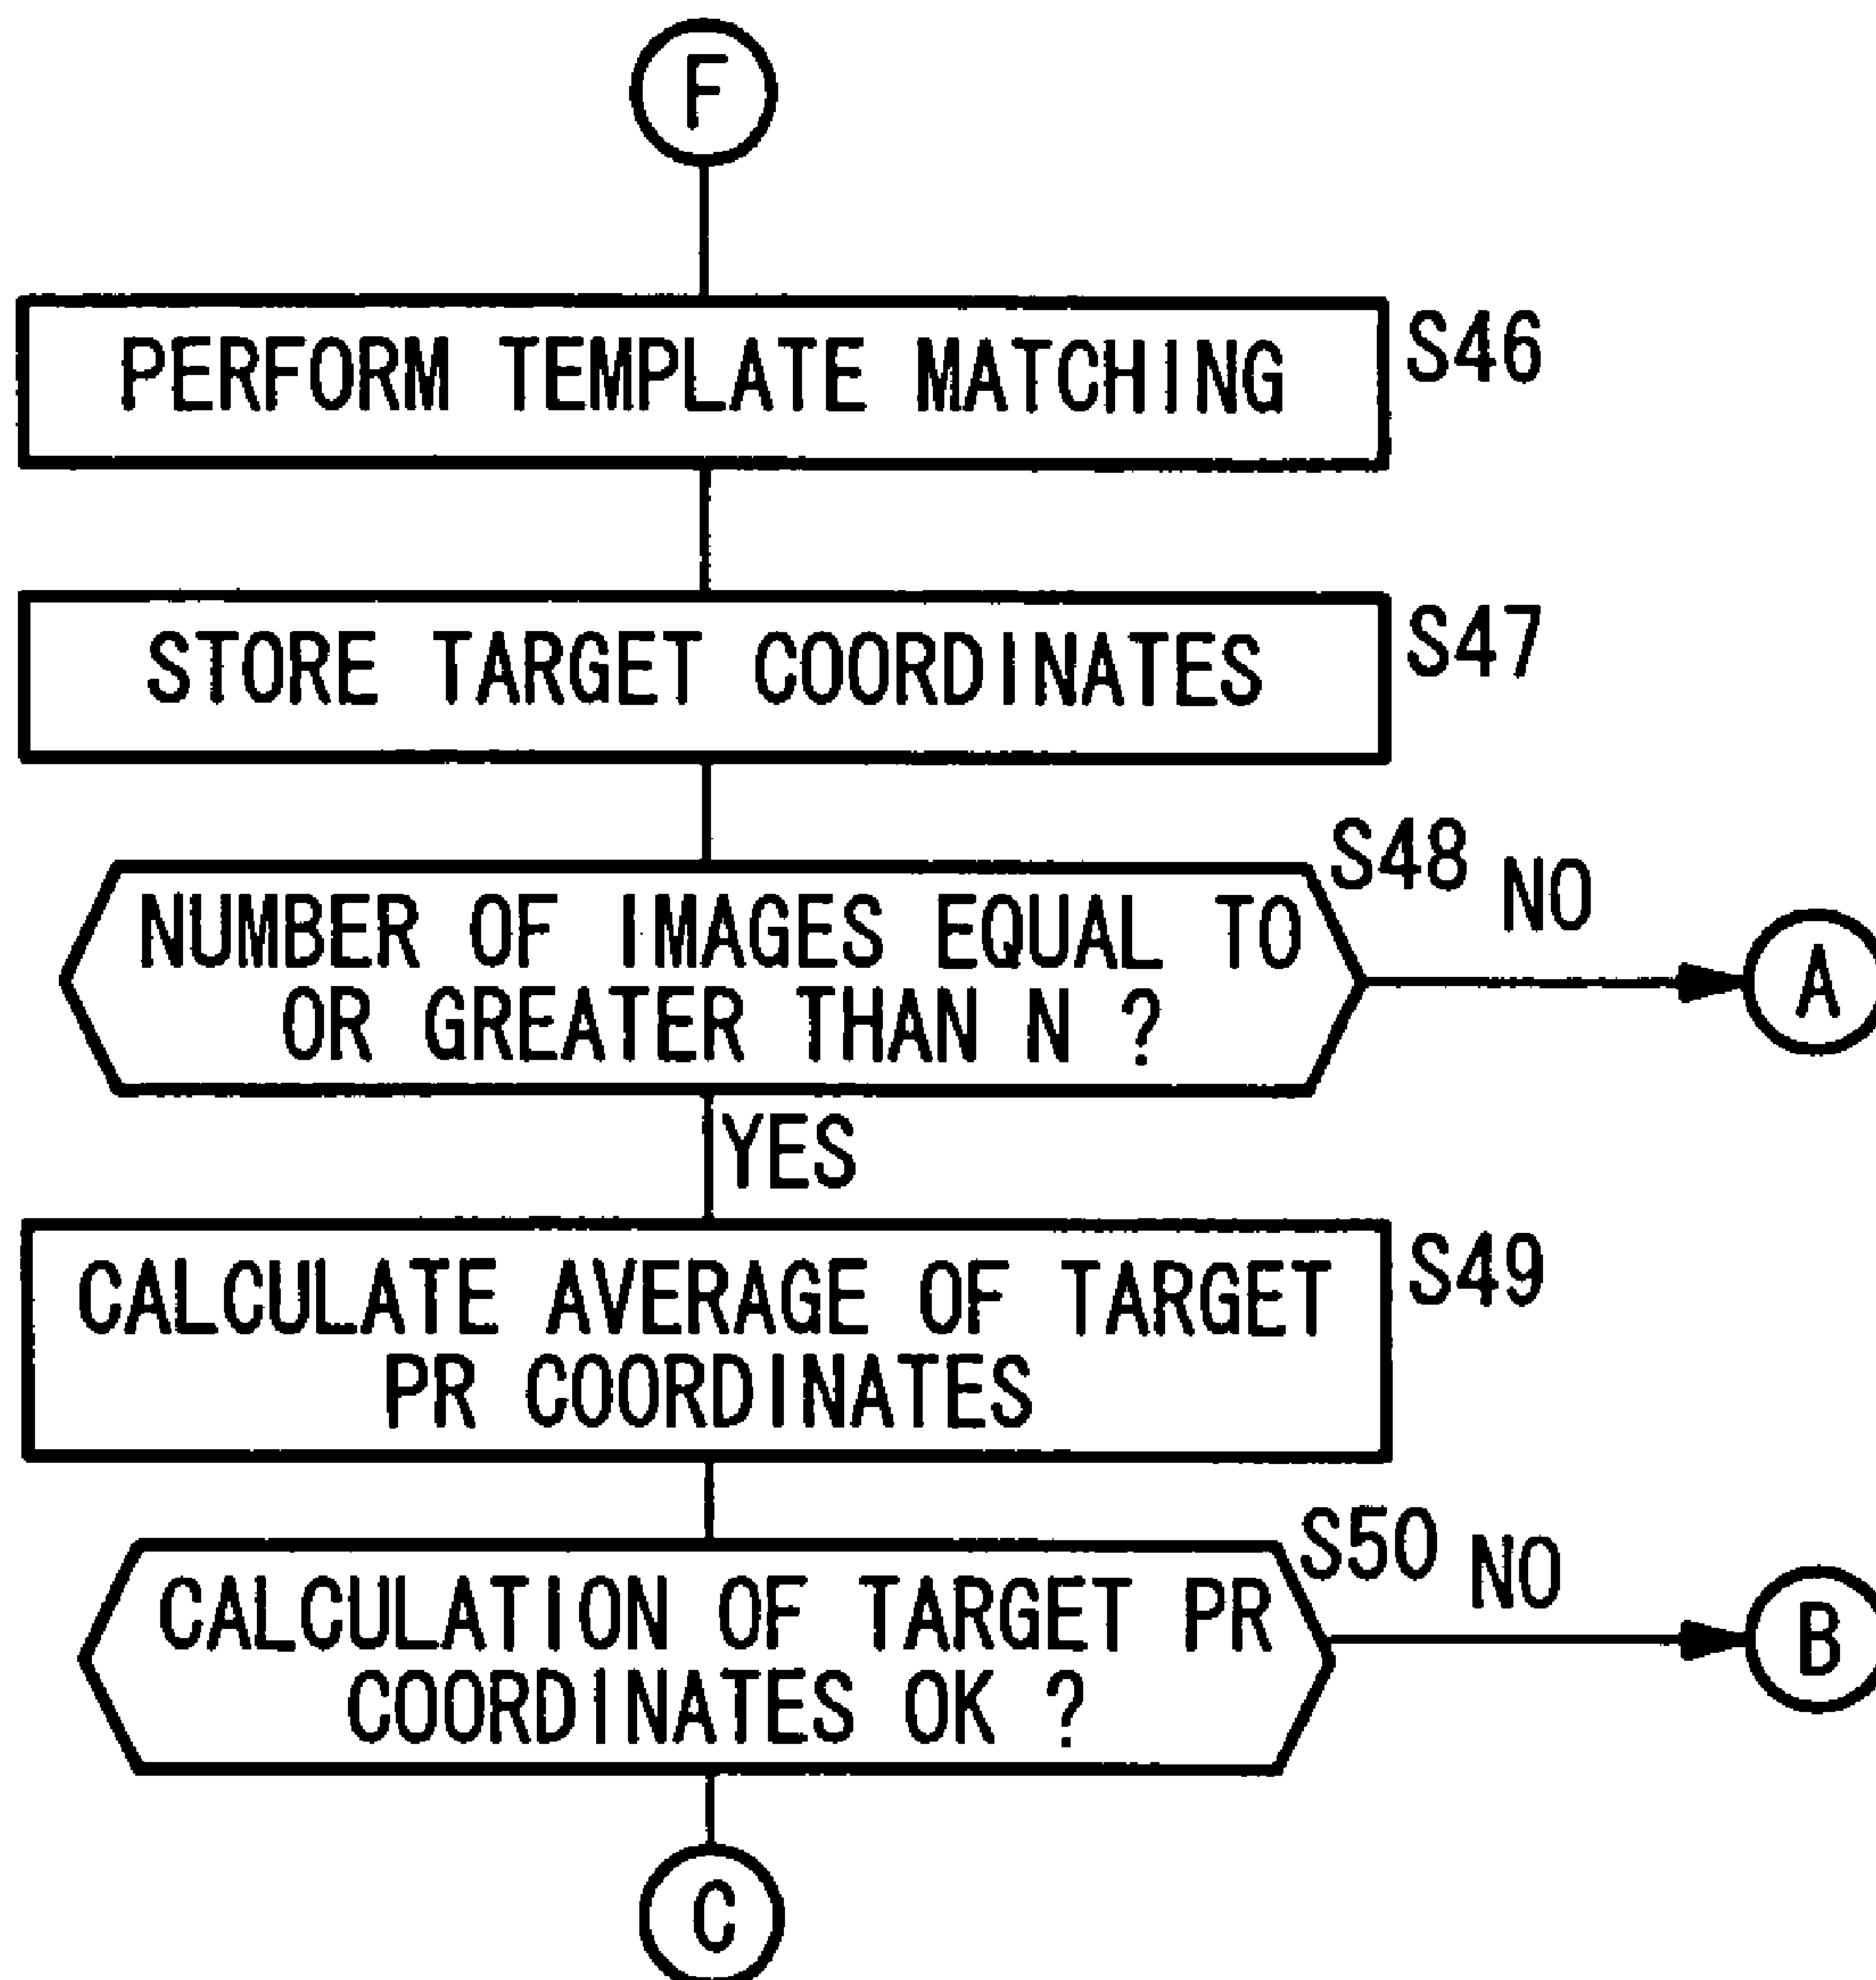 F
PERFORM TEMPLATE MATCHING
S46
STORE TARGET COORDINATES
S47
S48
NO
NUMBER OF IMAGES EQUAL TO
OR GREATER THAN N ?
A
YES
CALCULATE AVERAGE OF TARGET
PR COORDINATES
S49
S50
NO
CALCULATION OF TARGET PR
COORDINATES OK ?
B
C